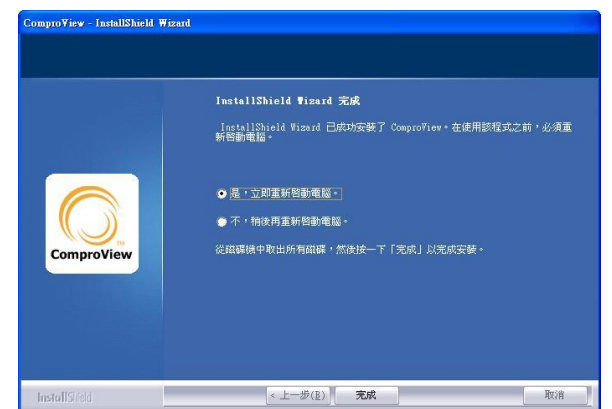 ComproView - InstallShield Wizard
InstallShield Wizard 完成
InstallShield Wizard 已成功安裝了 ComproView。在使用該程式之前，必須重
新啟動電腦。
是，立即重新啟動電腦。
不，稍後再重新啟動電腦。
從磁碟機中取出所有磁碟，然後按一下「完成」以完成安裝。
TM
ComproView
InstallShield
< 上一步(B)
完成
取消